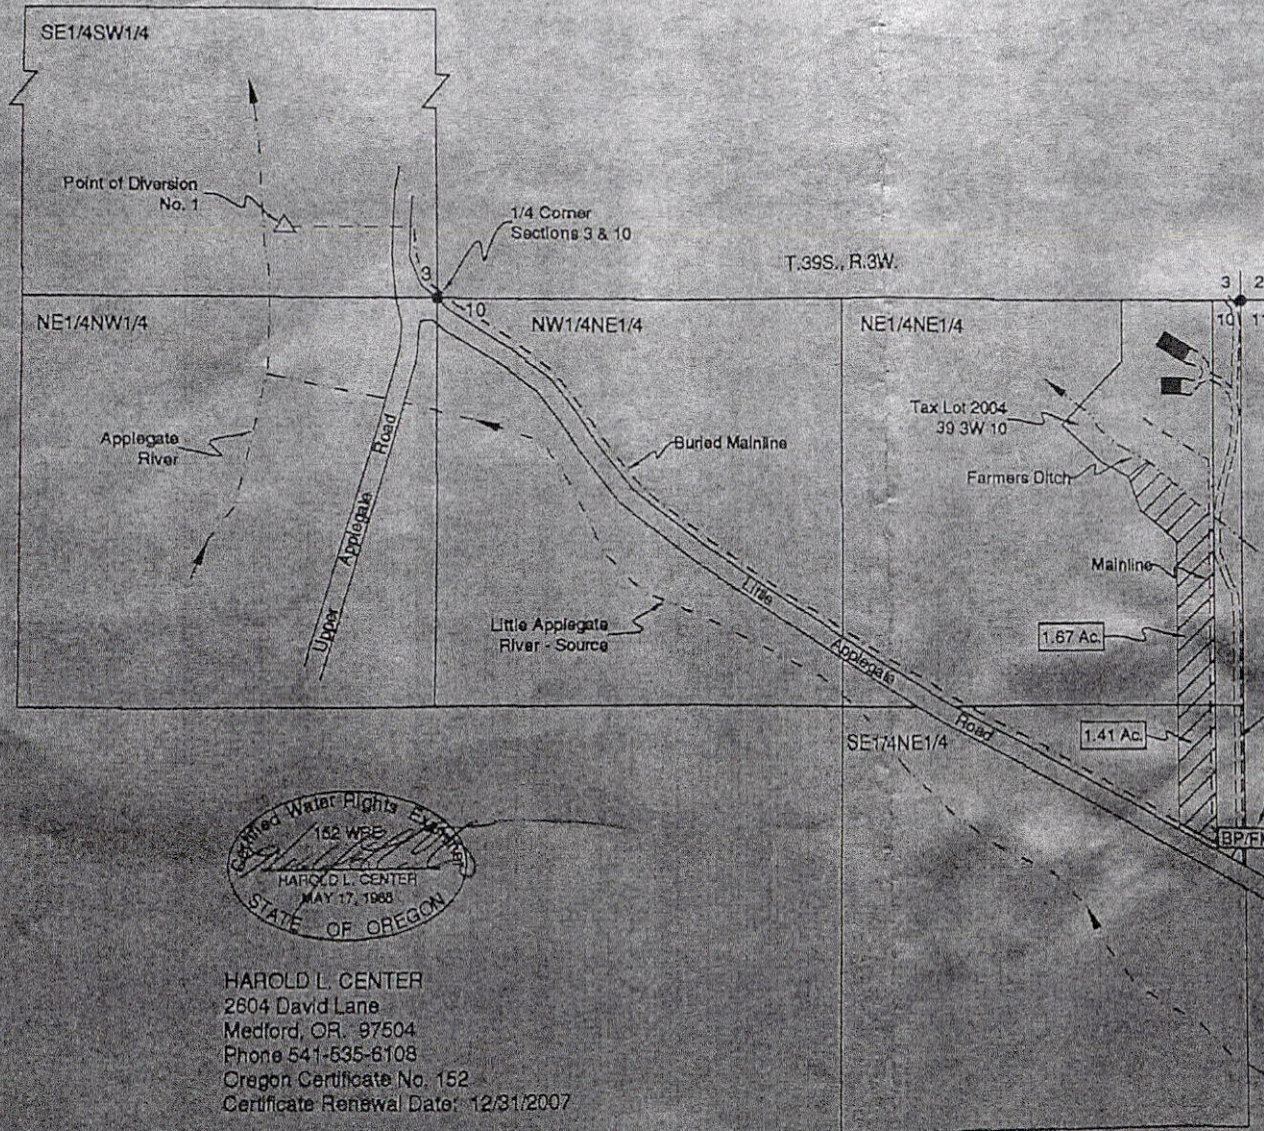 SE1/4SW1/4
Point of Diversion
No. 1
1/4 Corner
Sections 3 & 10
T.39S., R.3W.
3
3 2
10
10 11
NE1/4NW1/4
NW1/4NE1/4
NE1/4NE1/4
Tax Lot 2004
39 3W 10
Applegate
River
Buried Mainline
Farmers Ditch
Upper Applegate Road
Mainline
Little Applegate
River - Source
Little Applegate Road
1.67 Ac.
1.41 Ac.
SE1/4NE1/4
BP/F
Certified Water Rights Examiner
152 WRE
HAROLD L. CENTER
MAY 17, 1988
STATE OF OREGON
HAROLD L. CENTER
2604 David Lane
Medford, OR. 97504
Phone 541-535-6108
Oregon Certificate No. 152
Certificate Renewal Date: 12/31/2007